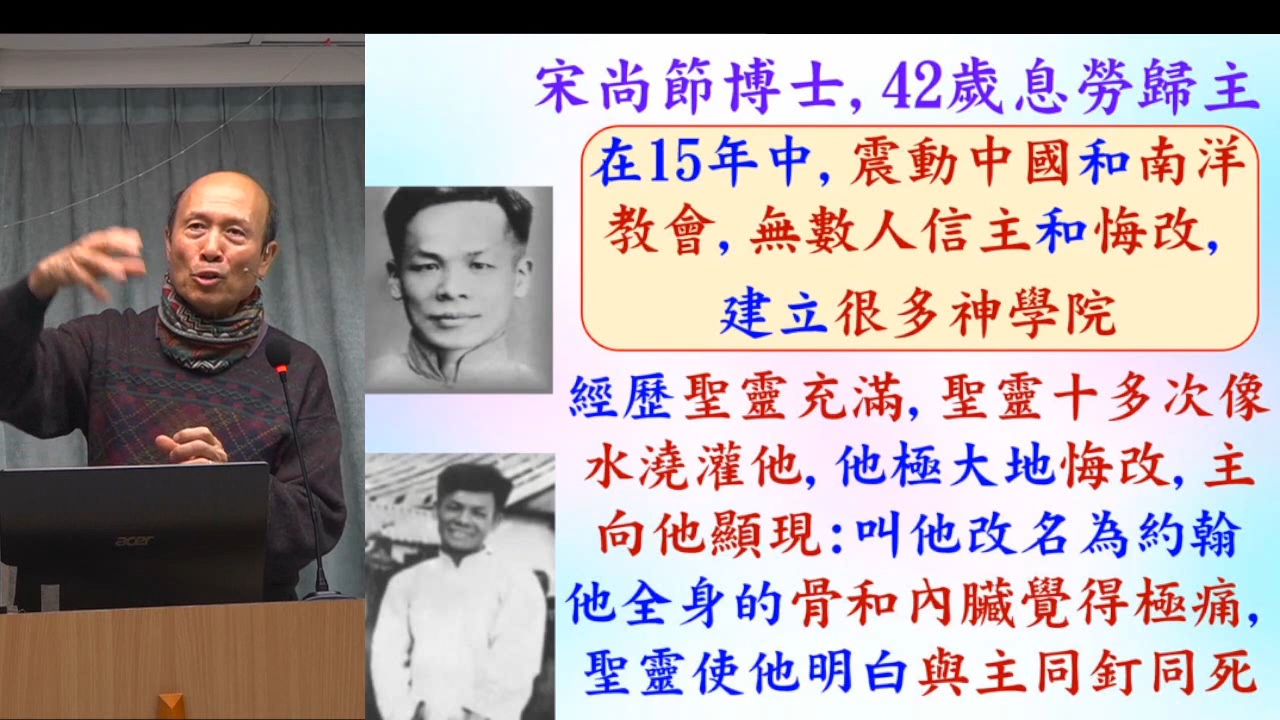 宋尚節博士,42歲息勞歸主
在15年中,震動中國和南洋
教會,無數人信主和悔改,
建立很多神學院
經歷聖靈充滿,聖靈十多次像
水澆灌他,他極大地悔改,主
向他顯現:叫他改名為約翰
他全身的骨和內臟覺得極痛,
聖靈使他明白與主同釘同死
acer